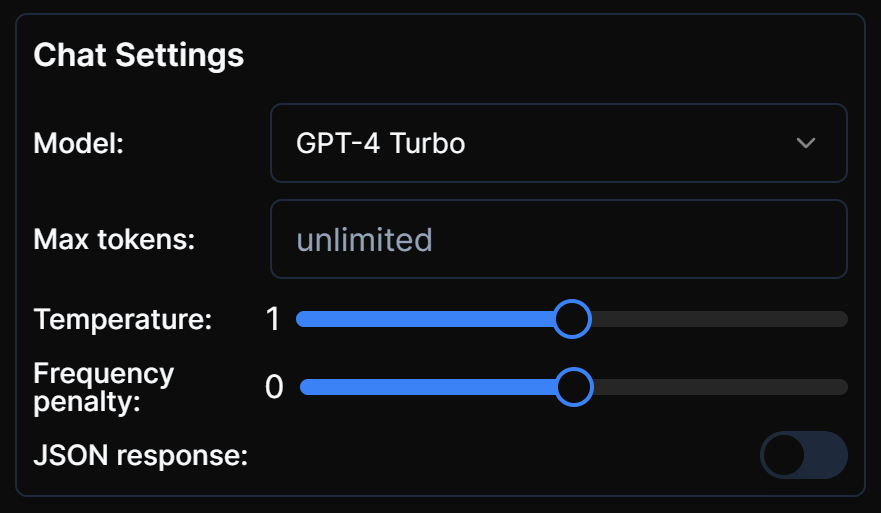 Chat Settings
Model: GPT-4 Turbo
Max tokens: unlimited
Temperature: 1
Frequency
penalty: 0
JSON response: